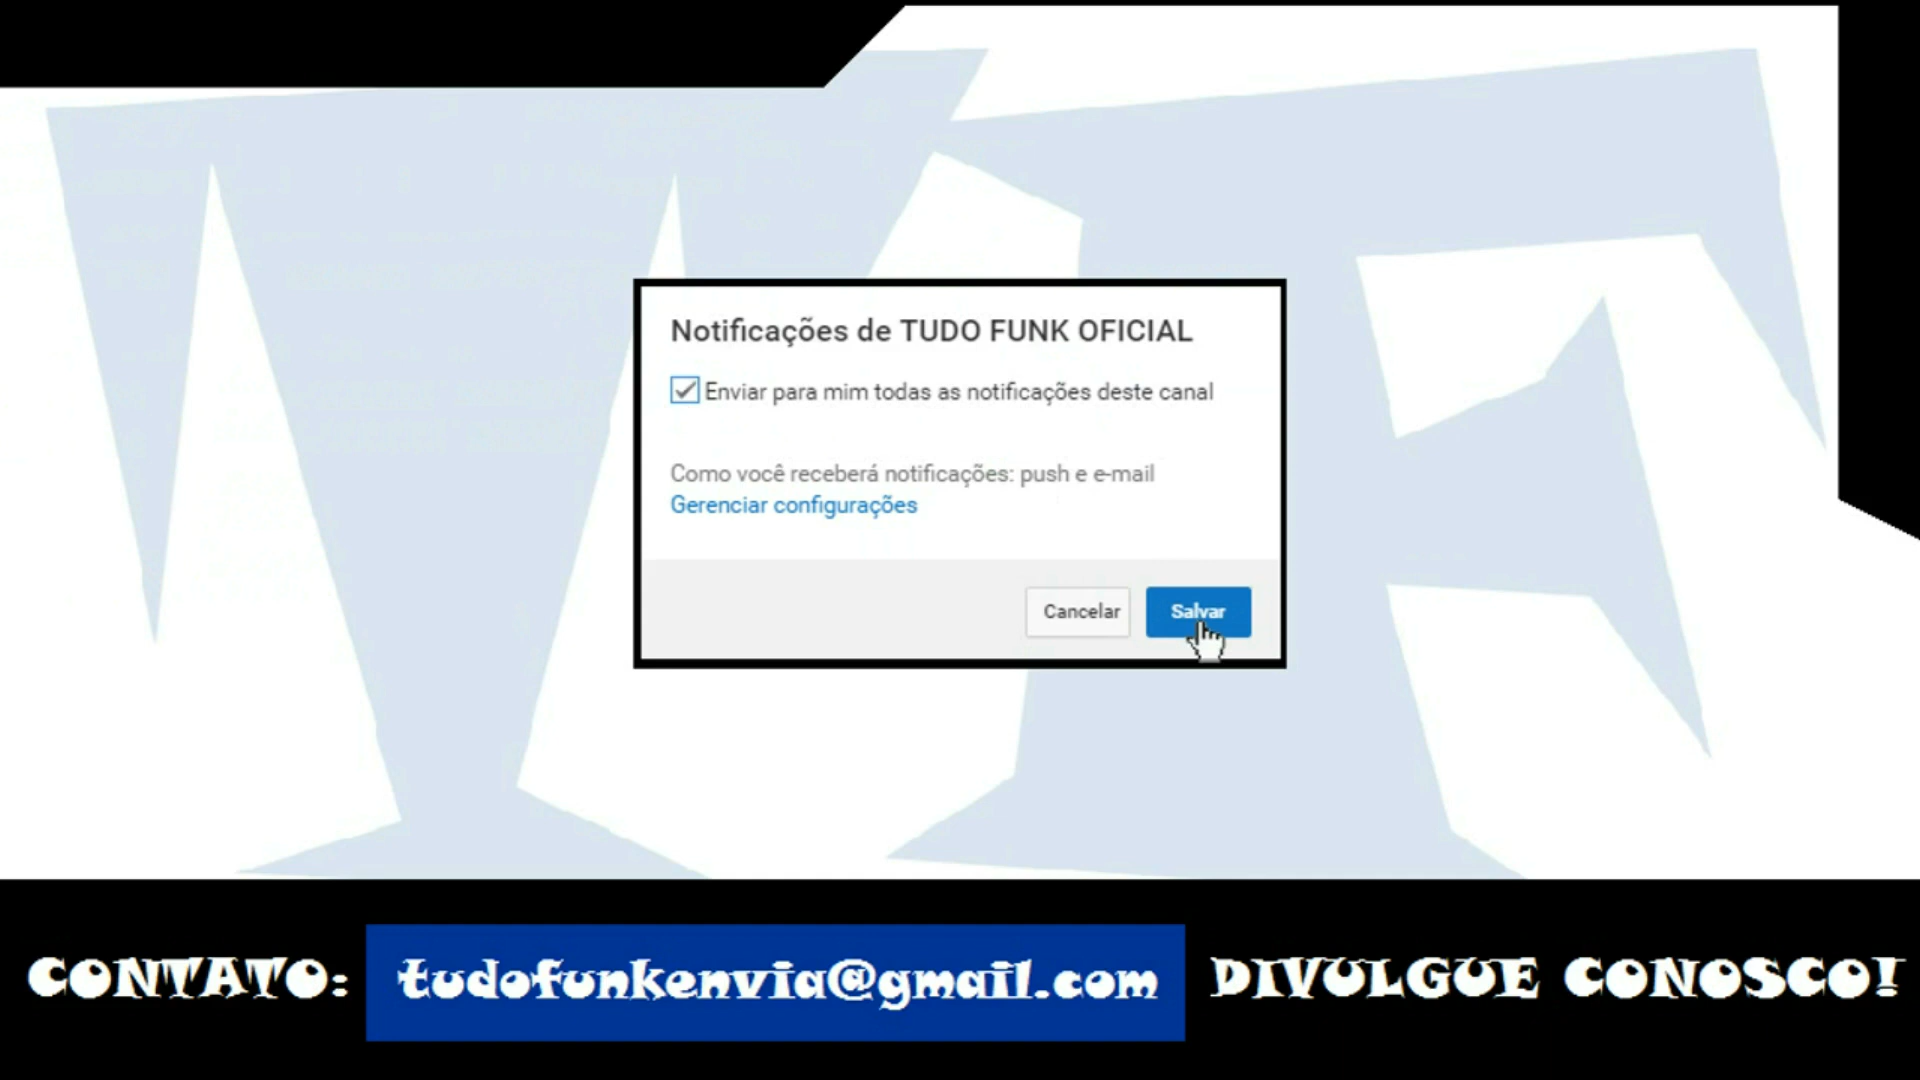 Notificações de TUDO FUNK OFICIAL
Enviar para mim todas as notificações deste canal
Como você receberá notificações: push e e-mail
Gerenciar configurações
Cancelar Salvar
CONTATO: tudofunkenvia@gmail.com DIVULGUE CONOSCO!